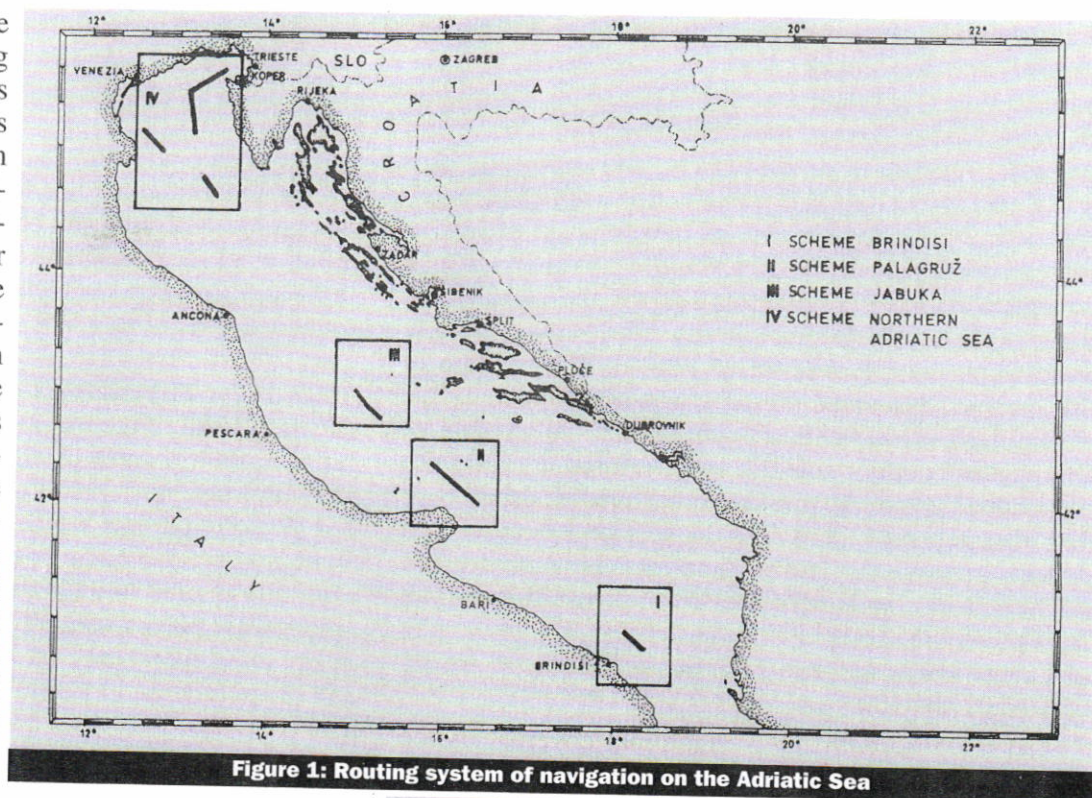 e
g
s
s
n
-
-
r
e
-
n
e
12° 14° 16° 18° 20° 22°
VENEZIA
TRIESTE
KOPER
RIJEKA
SLO
ZAGREB
C R O A T I A
IV
ZADAR
ŠIBENIK
SPLIT
PLOČE
DUBROVNIK
44°
44°
ANCONA
PESCARA
III
II
42°
42°
I T A L Y
BARI
BRINDISI
I
I SCHEME BRINDISI
II SCHEME PALAGRUŽ
III SCHEME JABUKA
IV SCHEME NORTHERN
ADRIATIC SEA
12° 14° 16° 18° 20° 22°
Figure 1: Routing system of navigation on the Adriatic Sea